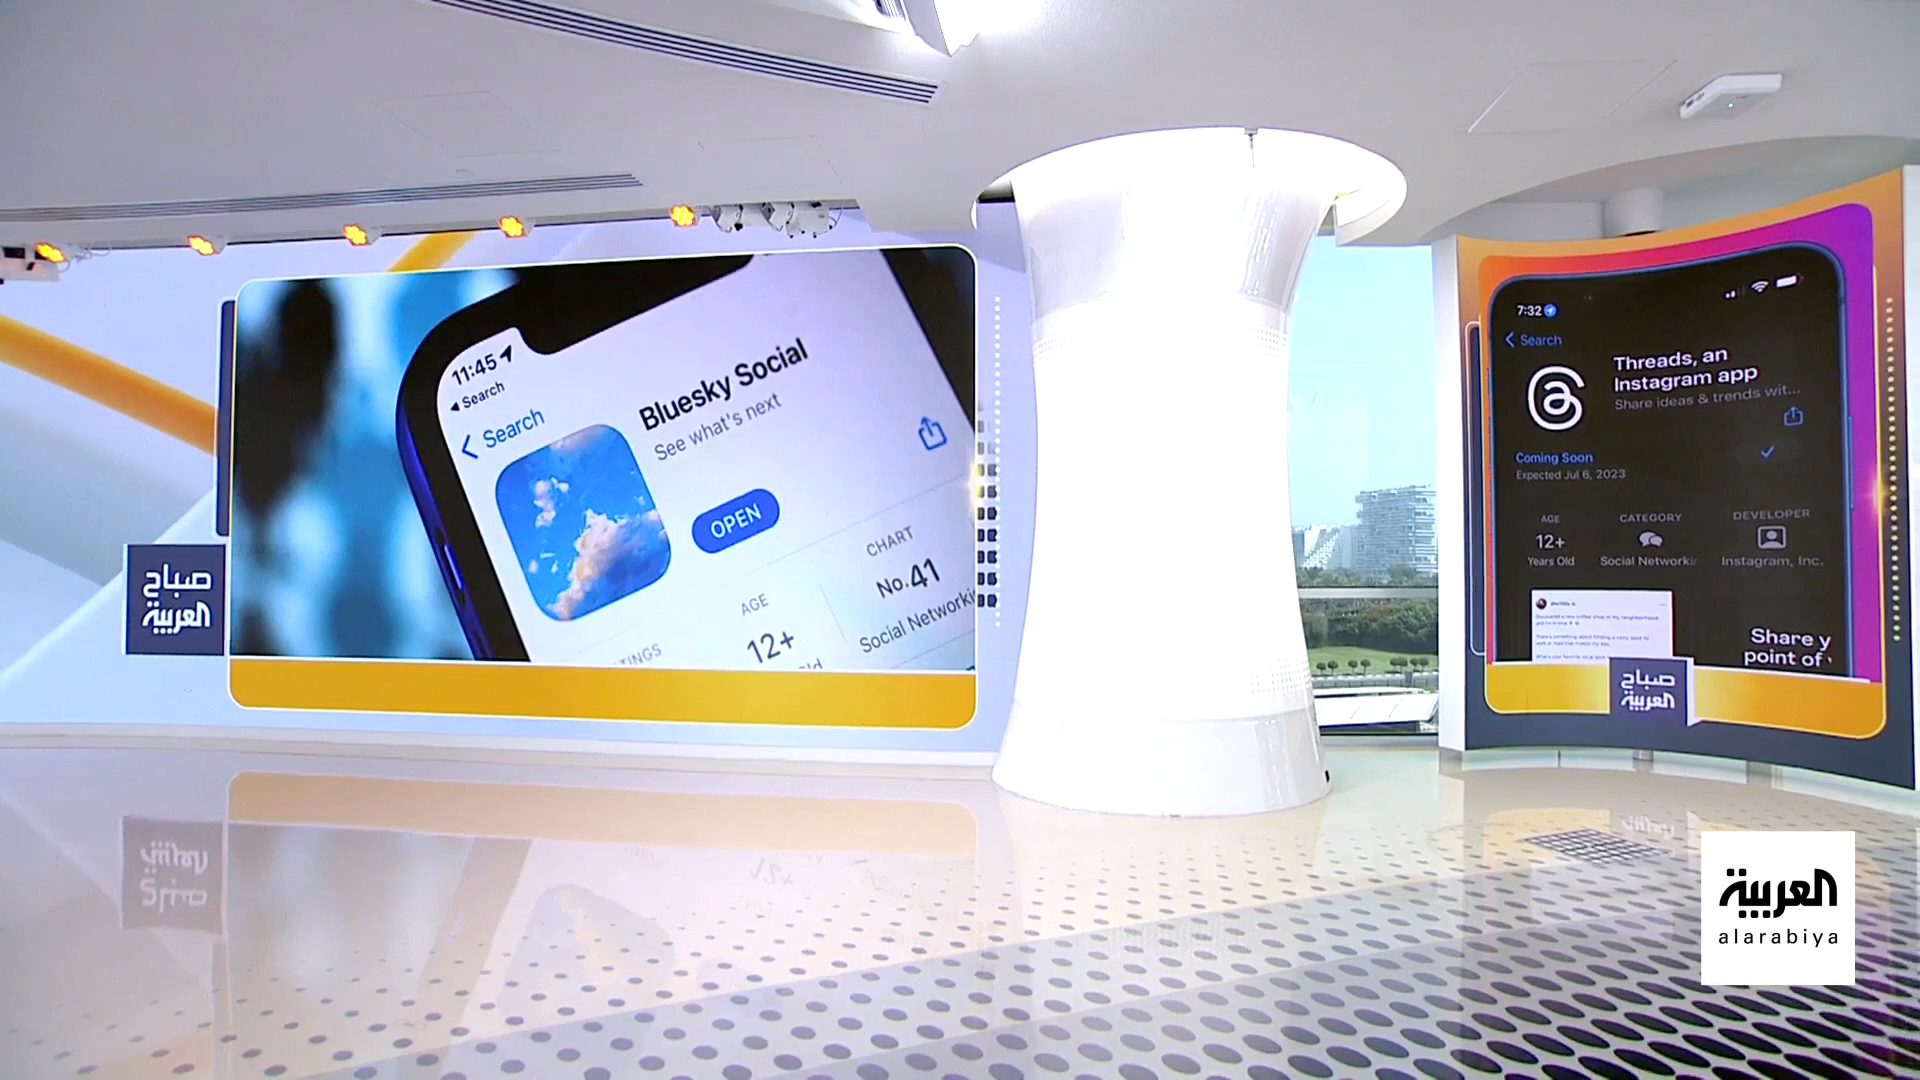 11:45
Search
Search
Bluesky Social
See what's next
OPEN
TINGS
AGE
12+
CHART
No.41
Social Networki
صباح
العربية
7:32
Search
Threads, an
Instagram app
Share ideas & trends wit...
Coming Soon
Expected Jul 6, 2023
AGE
12+
Years Old
CATEGORY
Social Networkin
DEVELOPER
Instagram, Inc.
Share y
point of
صباح
العربية
العربية
alarabiya